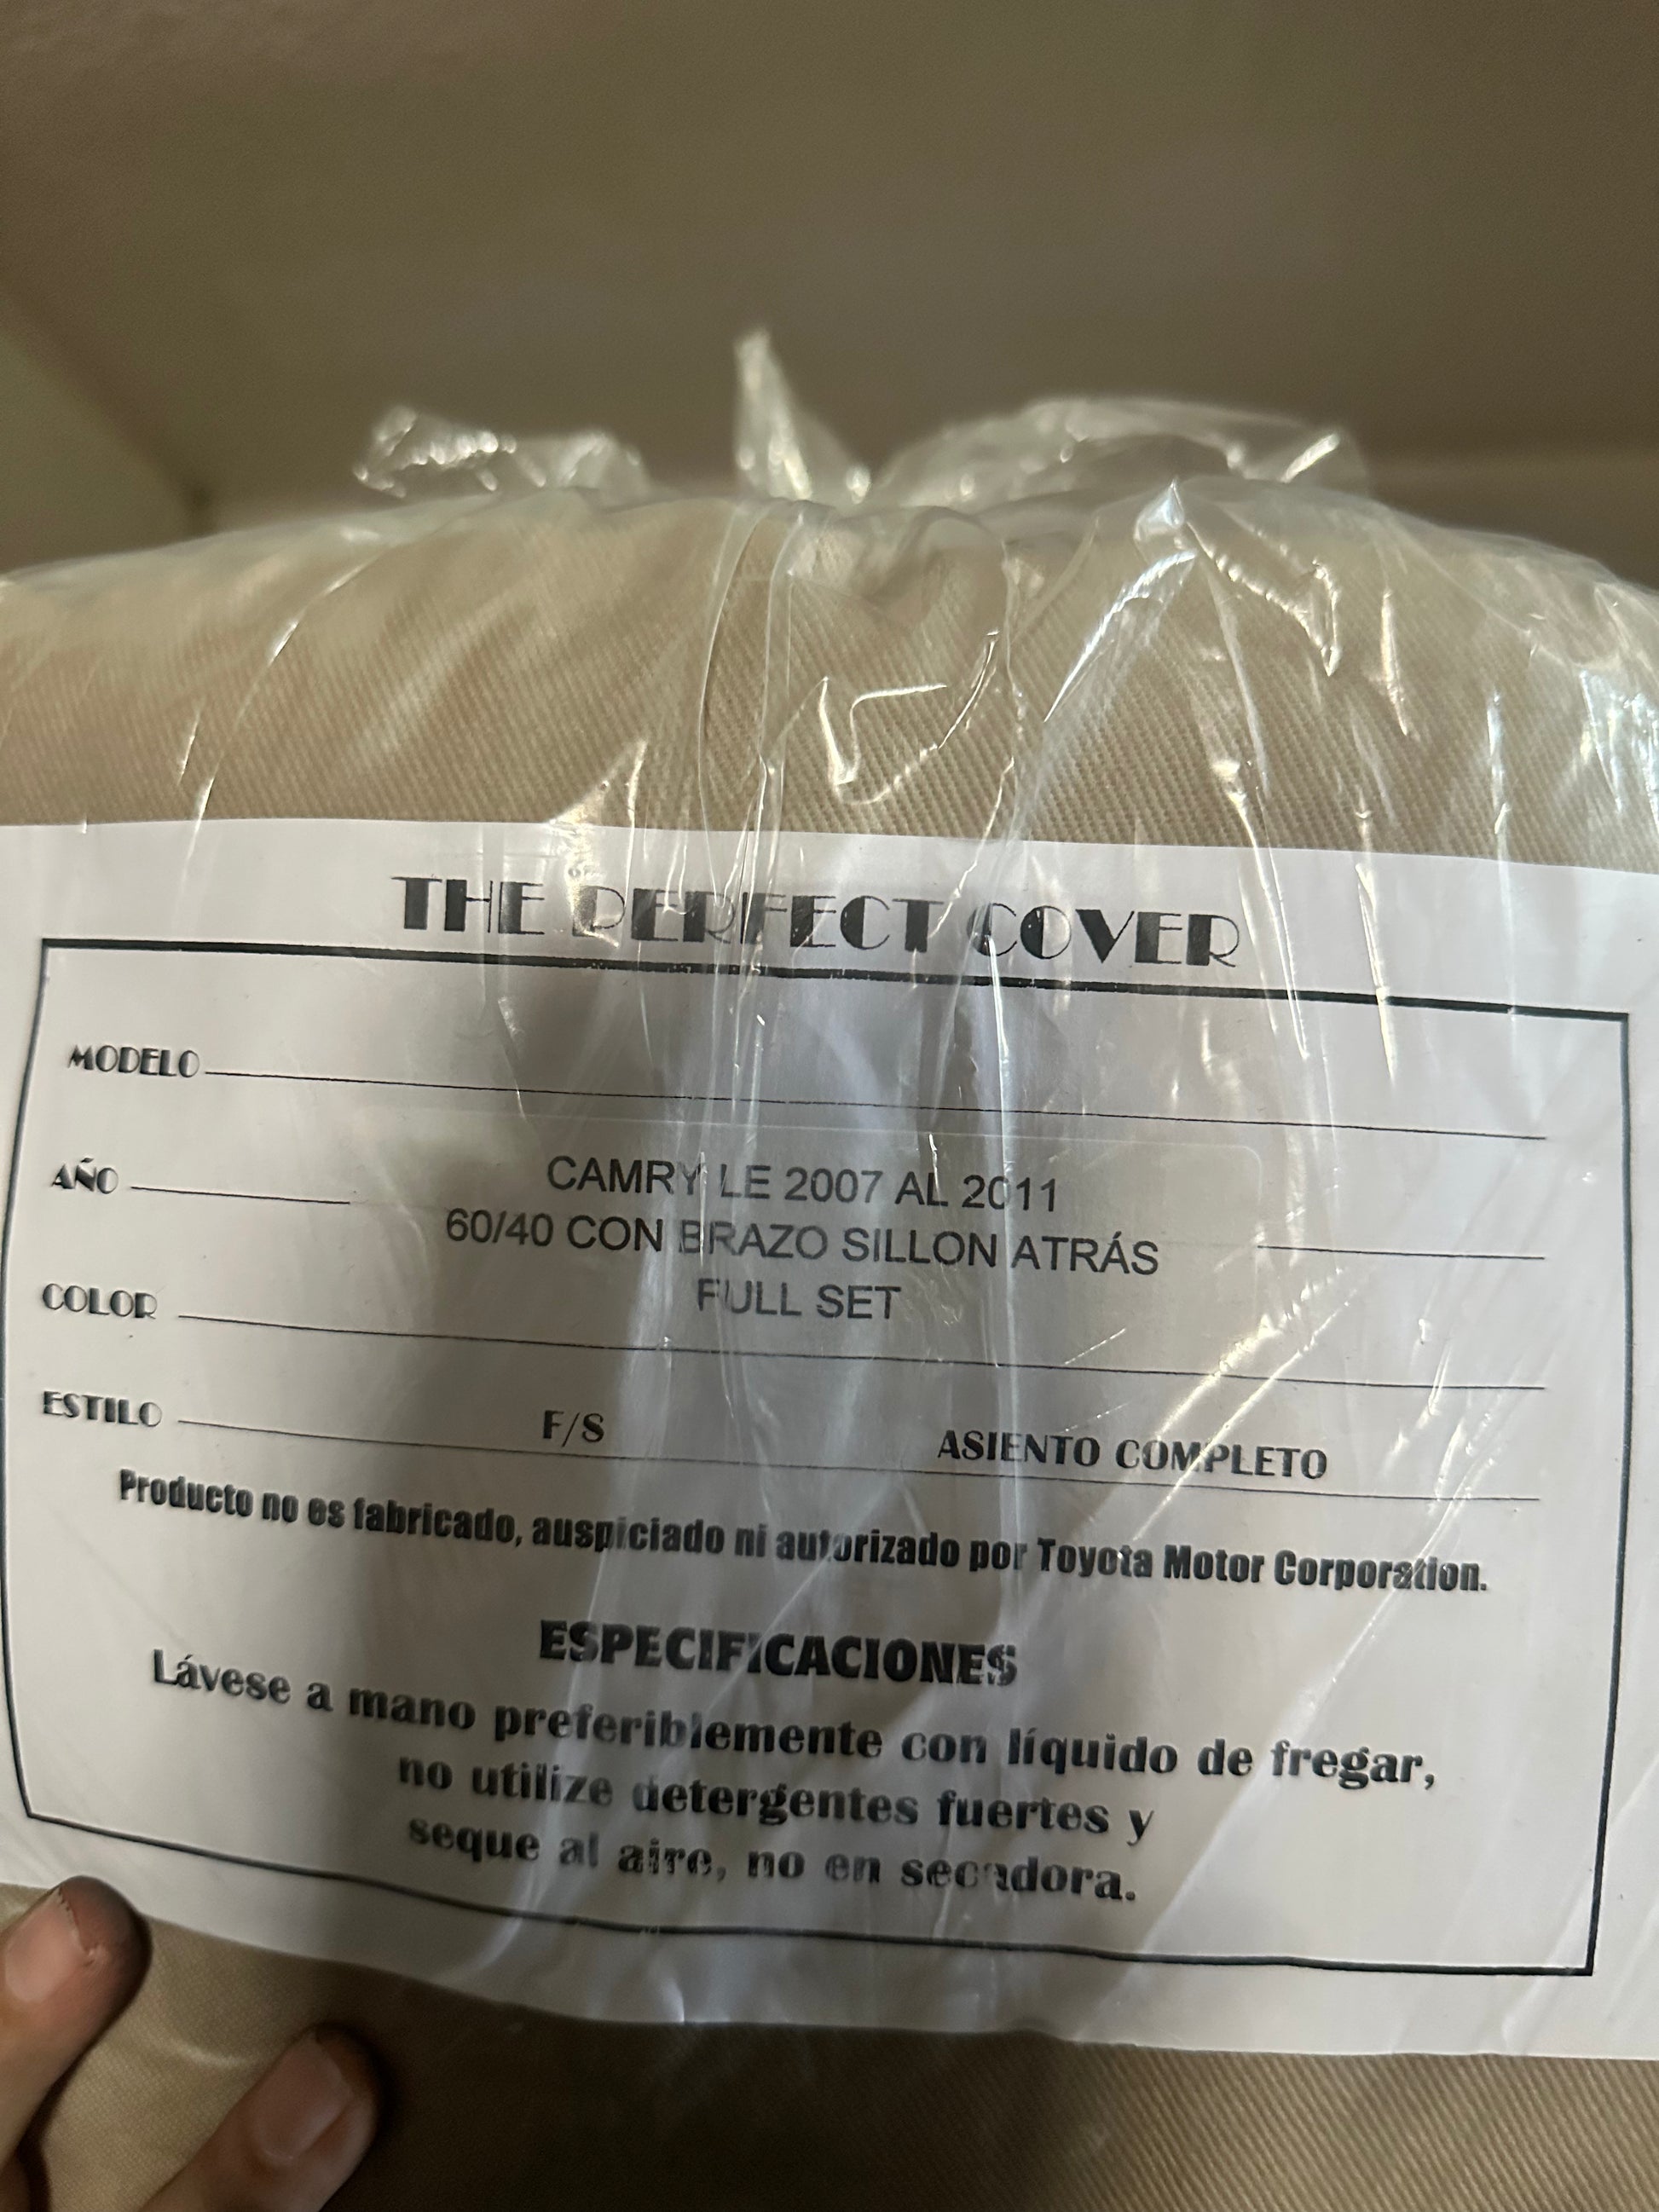 THE PERFECT COVER
MODELO
CAMRY LE 2007 AL 2011
AÑO
60/40 CON BRAZO SILLON ATRÁS
FULL SET
COLOR
ESTILO F/S ASIENTO COMPLETO
Producto no es fabricado, auspiciado ni autorizado por Toyota Motor Corporation.
ESPECIFICACIONES
Lávese a mano preferiblemente con líquido de fregar,
no utilize detergentes fuertes y
seque al aire, no en secadora.